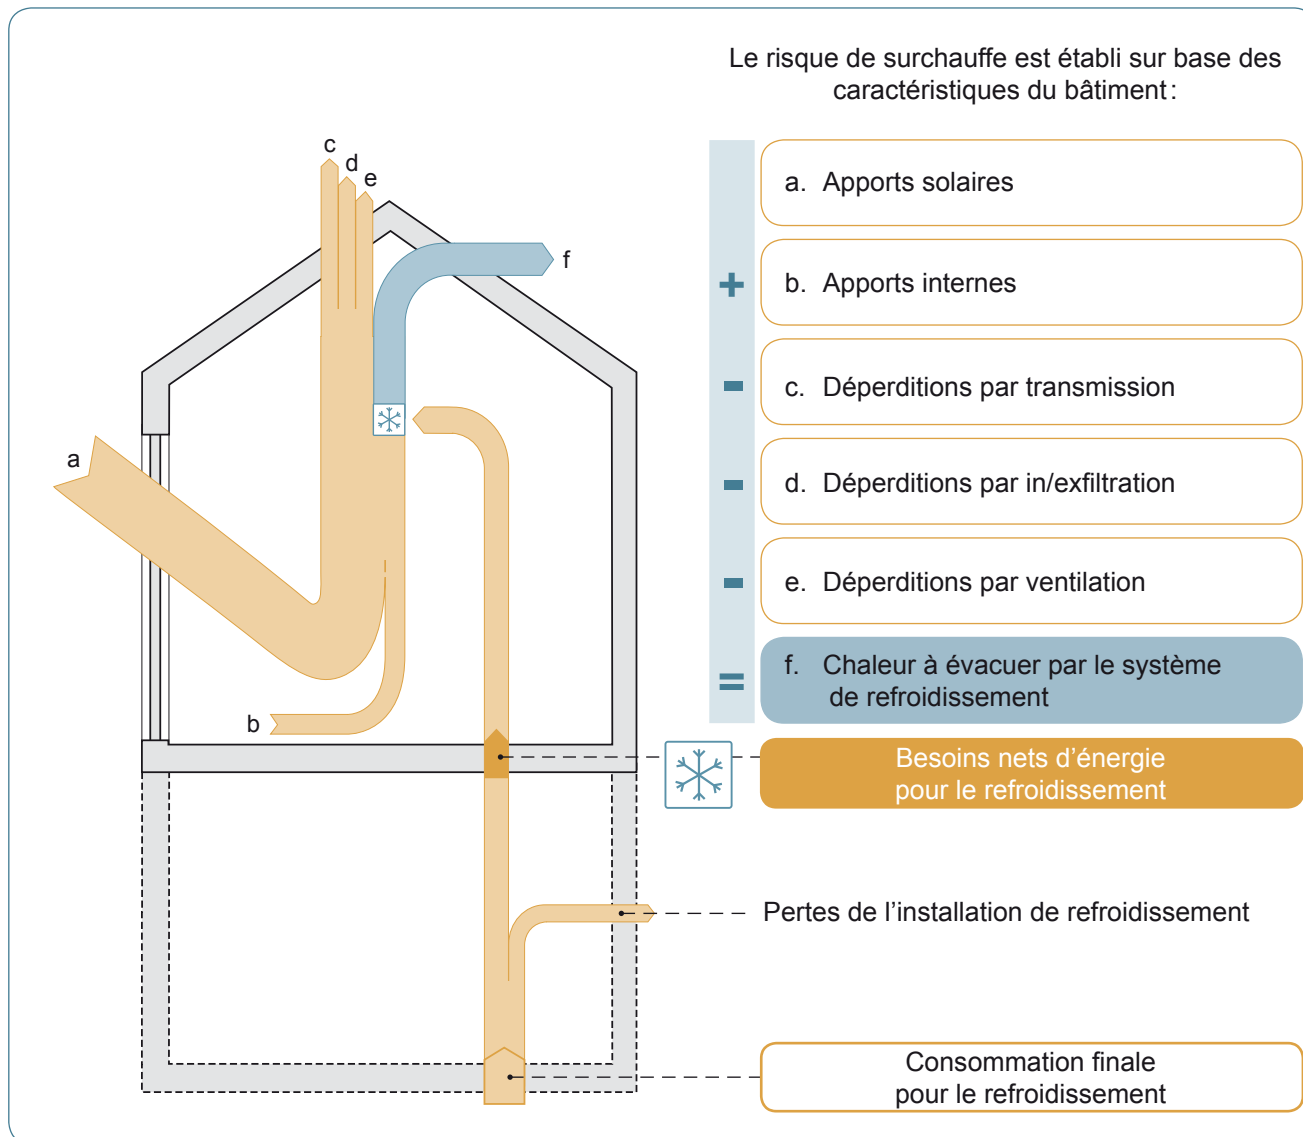 Le risque de surchauffe est établi sur base des
caractéristiques du bâtiment :
c
d
e
f
a
b
a. Apports solaires
+
b. Apports internes
-
c. Déperditions par transmission
-
d. Déperditions par in/exfiltration
-
e. Déperditions par ventilation
=
f. Chaleur à évacuer par le système
de refroidissement
Besoins nets d’énergie
pour le refroidissement
Pertes de l’installation de refroidissement
Consommation finale
pour le refroidissement